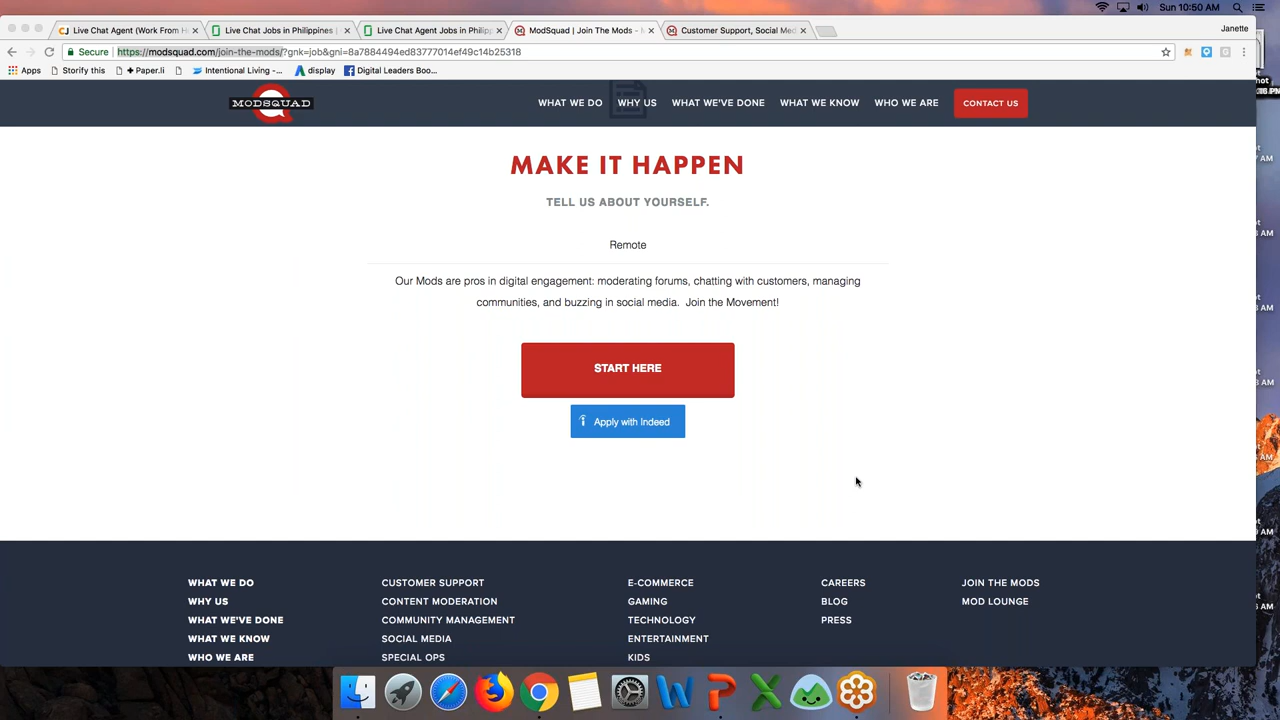 Sun 10:50 AM
Live Chat Agent (Work From H
Live Chat Jobs in Philippines |
Live Chat Agent Jobs in Philipp
ModSquad | Join The Mods -
Customer Support, Social Med
Janette
Secure https://modsquad.com/join-the-mods/?gnk=job&gni=8a7884494ed83777014ef49c14b25318
Apps Storify this + Paper.li Intentional Living -... display Digital Leaders Boo...
MODSQUAD
WHAT WE DO WHY US WHAT WE'VE DONE WHAT WE KNOW WHO WE ARE CONTACT US
MAKE IT HAPPEN
TELL US ABOUT YOURSELF.
Remote
Our Mods are pros in digital engagement: moderating forums, chatting with customers, managing
communities, and buzzing in social media. Join the Movement!
START HERE
Apply with Indeed
WHAT WE DO CUSTOMER SUPPORT E-COMMERCE CAREERS JOIN THE MODS
WHY US CONTENT MODERATION GAMING BLOG MOD LOUNGE
WHAT WE'VE DONE COMMUNITY MANAGEMENT TECHNOLOGY PRESS
WHAT WE KNOW SOCIAL MEDIA ENTERTAINMENT
WHO WE ARE SPECIAL OPS KIDS